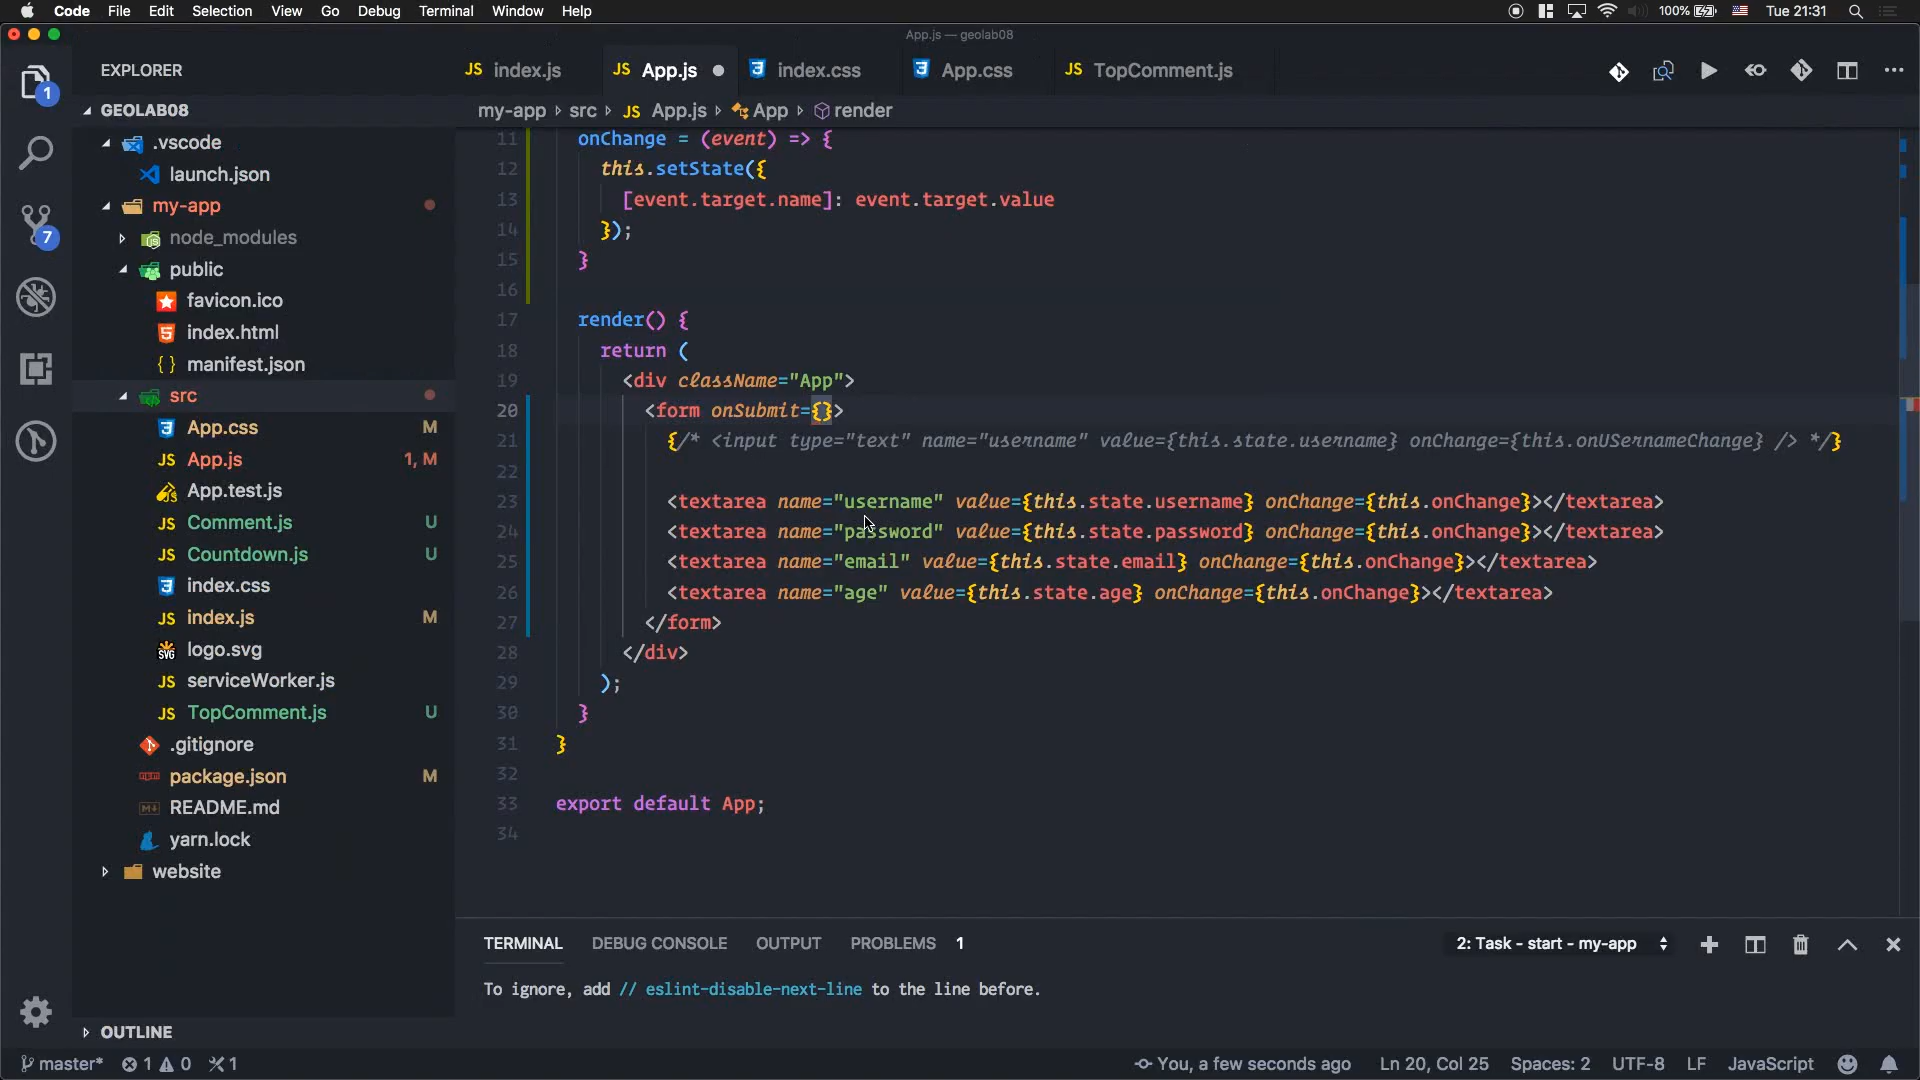 Code File Edit Selection View Go Debug Terminal Window Help 100% Tue 21:31
App.js — geolab08
EXPLORER
JS index.js JS App.js index.css App.css JS TopComment.js
1
GEOLAB08
my-app › src › JS App.js › App › render
.vscode
launch.json
my-app
node_modules
public
favicon.ico
index.html
{ } manifest.json
src
App.css M
JS App.js 1, M
App.test.js
JS Comment.js U
JS Countdown.js U
index.css
JS index.js M
SVG logo.svg
JS serviceWorker.js
JS TopComment.js U
.gitignore
package.json M
README.md
yarn.lock
website
7
OUTLINE
11 onChange = (event) => {
12 this.setState({
13 [event.target.name]: event.target.value
14 });
15 }
16
17 render() {
18 return (
19 <div className="App">
20 <form onSubmit={}>
21 {/* <input type="text" name="username" value={this.state.username} onChange={this.onUSernameChange} /> */}
22
23 <textarea name="username" value={this.state.username} onChange={this.onChange}></textarea>
24 <textarea name="password" value={this.state.password} onChange={this.onChange}></textarea>
25 <textarea name="email" value={this.state.email} onChange={this.onChange}></textarea>
26 <textarea name="age" value={this.state.age} onChange={this.onChange}></textarea>
27 </form>
28 </div>
29 );
30 }
31 }
32
33 export default App;
34
TERMINAL DEBUG CONSOLE OUTPUT PROBLEMS 1 2: Task - start - my-app
To ignore, add // eslint-disable-next-line to the line before.
master* 1 0 1 You, a few seconds ago Ln 20, Col 25 Spaces: 2 UTF-8 LF JavaScript